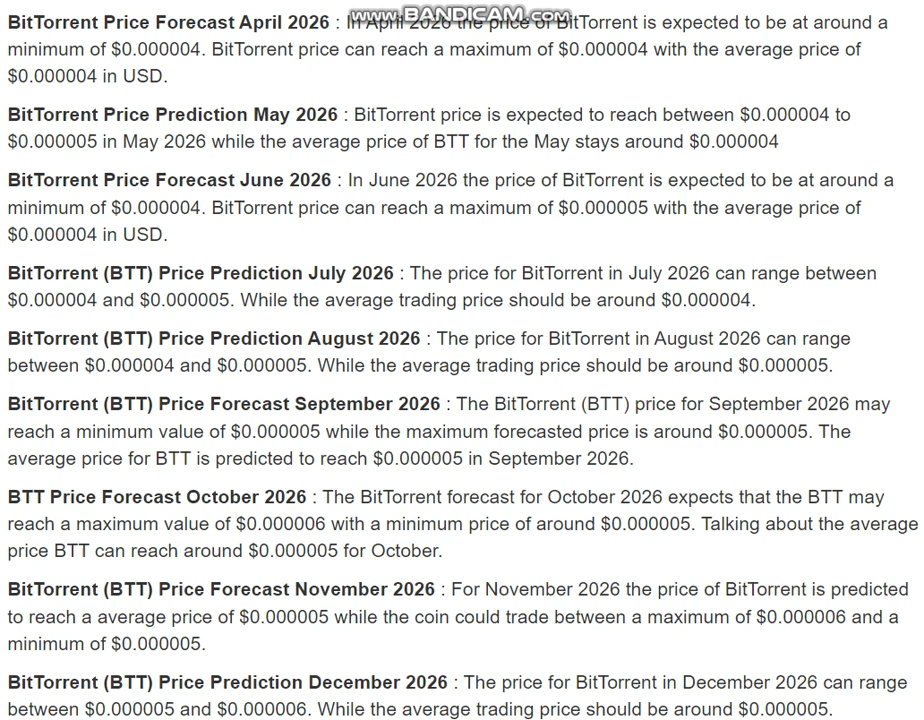 www.BANDICAM.com
BitTorrent Price Forecast April 2026 : In April 2026 the price of BitTorrent is expected to be at around a
minimum of $0.000004. BitTorrent price can reach a maximum of $0.000004 with the average price of
$0.000004 in USD.
BitTorrent Price Prediction May 2026 : BitTorrent price is expected to reach between $0.000004 to
$0.000005 in May 2026 while the average price of BTT for the May stays around $0.000004
BitTorrent Price Forecast June 2026 : In June 2026 the price of BitTorrent is expected to be at around a
minimum of $0.000004. BitTorrent price can reach a maximum of $0.000005 with the average price of
$0.000004 in USD.
BitTorrent (BTT) Price Prediction July 2026 : The price for BitTorrent in July 2026 can range between
$0.000004 and $0.000005. While the average trading price should be around $0.000004.
BitTorrent (BTT) Price Prediction August 2026 : The price for BitTorrent in August 2026 can range
between $0.000004 and $0.000005. While the average trading price should be around $0.000005.
BitTorrent (BTT) Price Forecast September 2026 : The BitTorrent (BTT) price for September 2026 may
reach a minimum value of $0.000005 while the maximum forecasted price is around $0.000005. The
average price for BTT is predicted to reach $0.000005 in September 2026.
BTT Price Forecast October 2026 : The BitTorrent forecast for October 2026 expects that the BTT may
reach a maximum value of $0.000006 with a minimum price of around $0.000005. Talking about the average
price BTT can reach around $0.000005 for October.
BitTorrent (BTT) Price Forecast November 2026 : For November 2026 the price of BitTorrent is predicted
to reach a average price of $0.000005 while the coin could trade between a maximum of $0.000006 and a
minimum of $0.000005.
BitTorrent (BTT) Price Prediction December 2026 : The price for BitTorrent in December 2026 can range
between $0.000005 and $0.000006. While the average trading price should be around $0.000005.